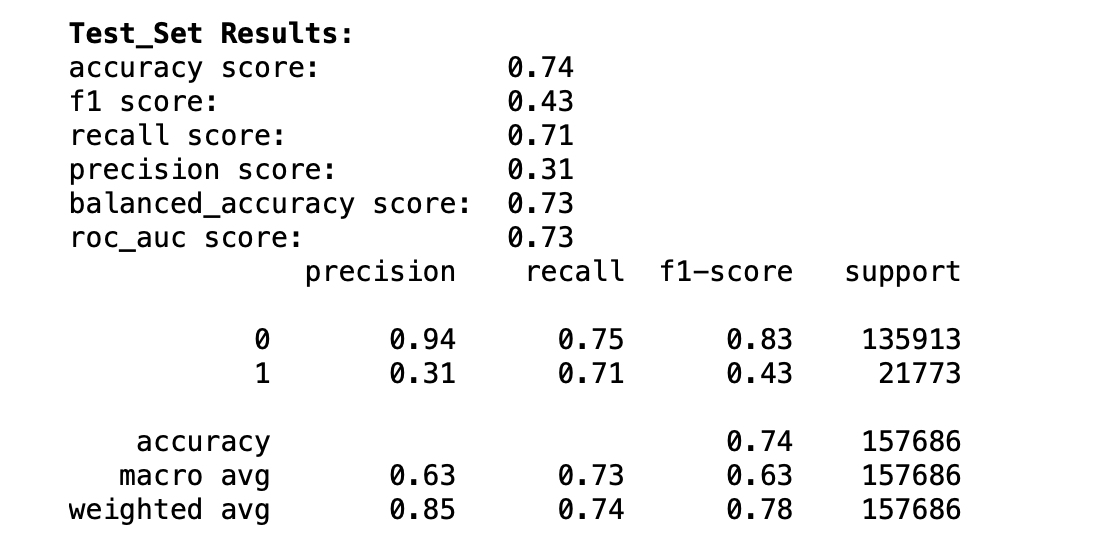 Test_Set Results:
accuracy score: 0.74
f1 score: 0.43
recall score: 0.71
precision score: 0.31
balanced_accuracy score: 0.73
roc_auc score: 0.73
precision recall f1-score support
0 0.94 0.75 0.83 135913
1 0.31 0.71 0.43 21773
accuracy 0.74 157686
macro avg 0.63 0.73 0.63 157686
weighted avg 0.85 0.74 0.78 157686